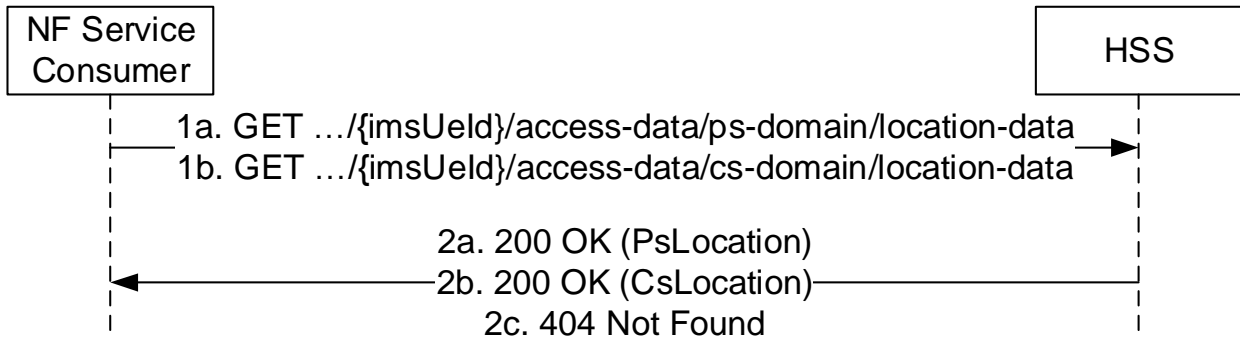 NF Service
Consumer
HSS
1a. GET …/{imsUeId}/access-data/ps-domain/location-data
1b. GET …/{imsUeId}/access-data/cs-domain/location-data
2a. 200 OK (PsLocation)
2b. 200 OK (CsLocation)
2c. 404 Not Found